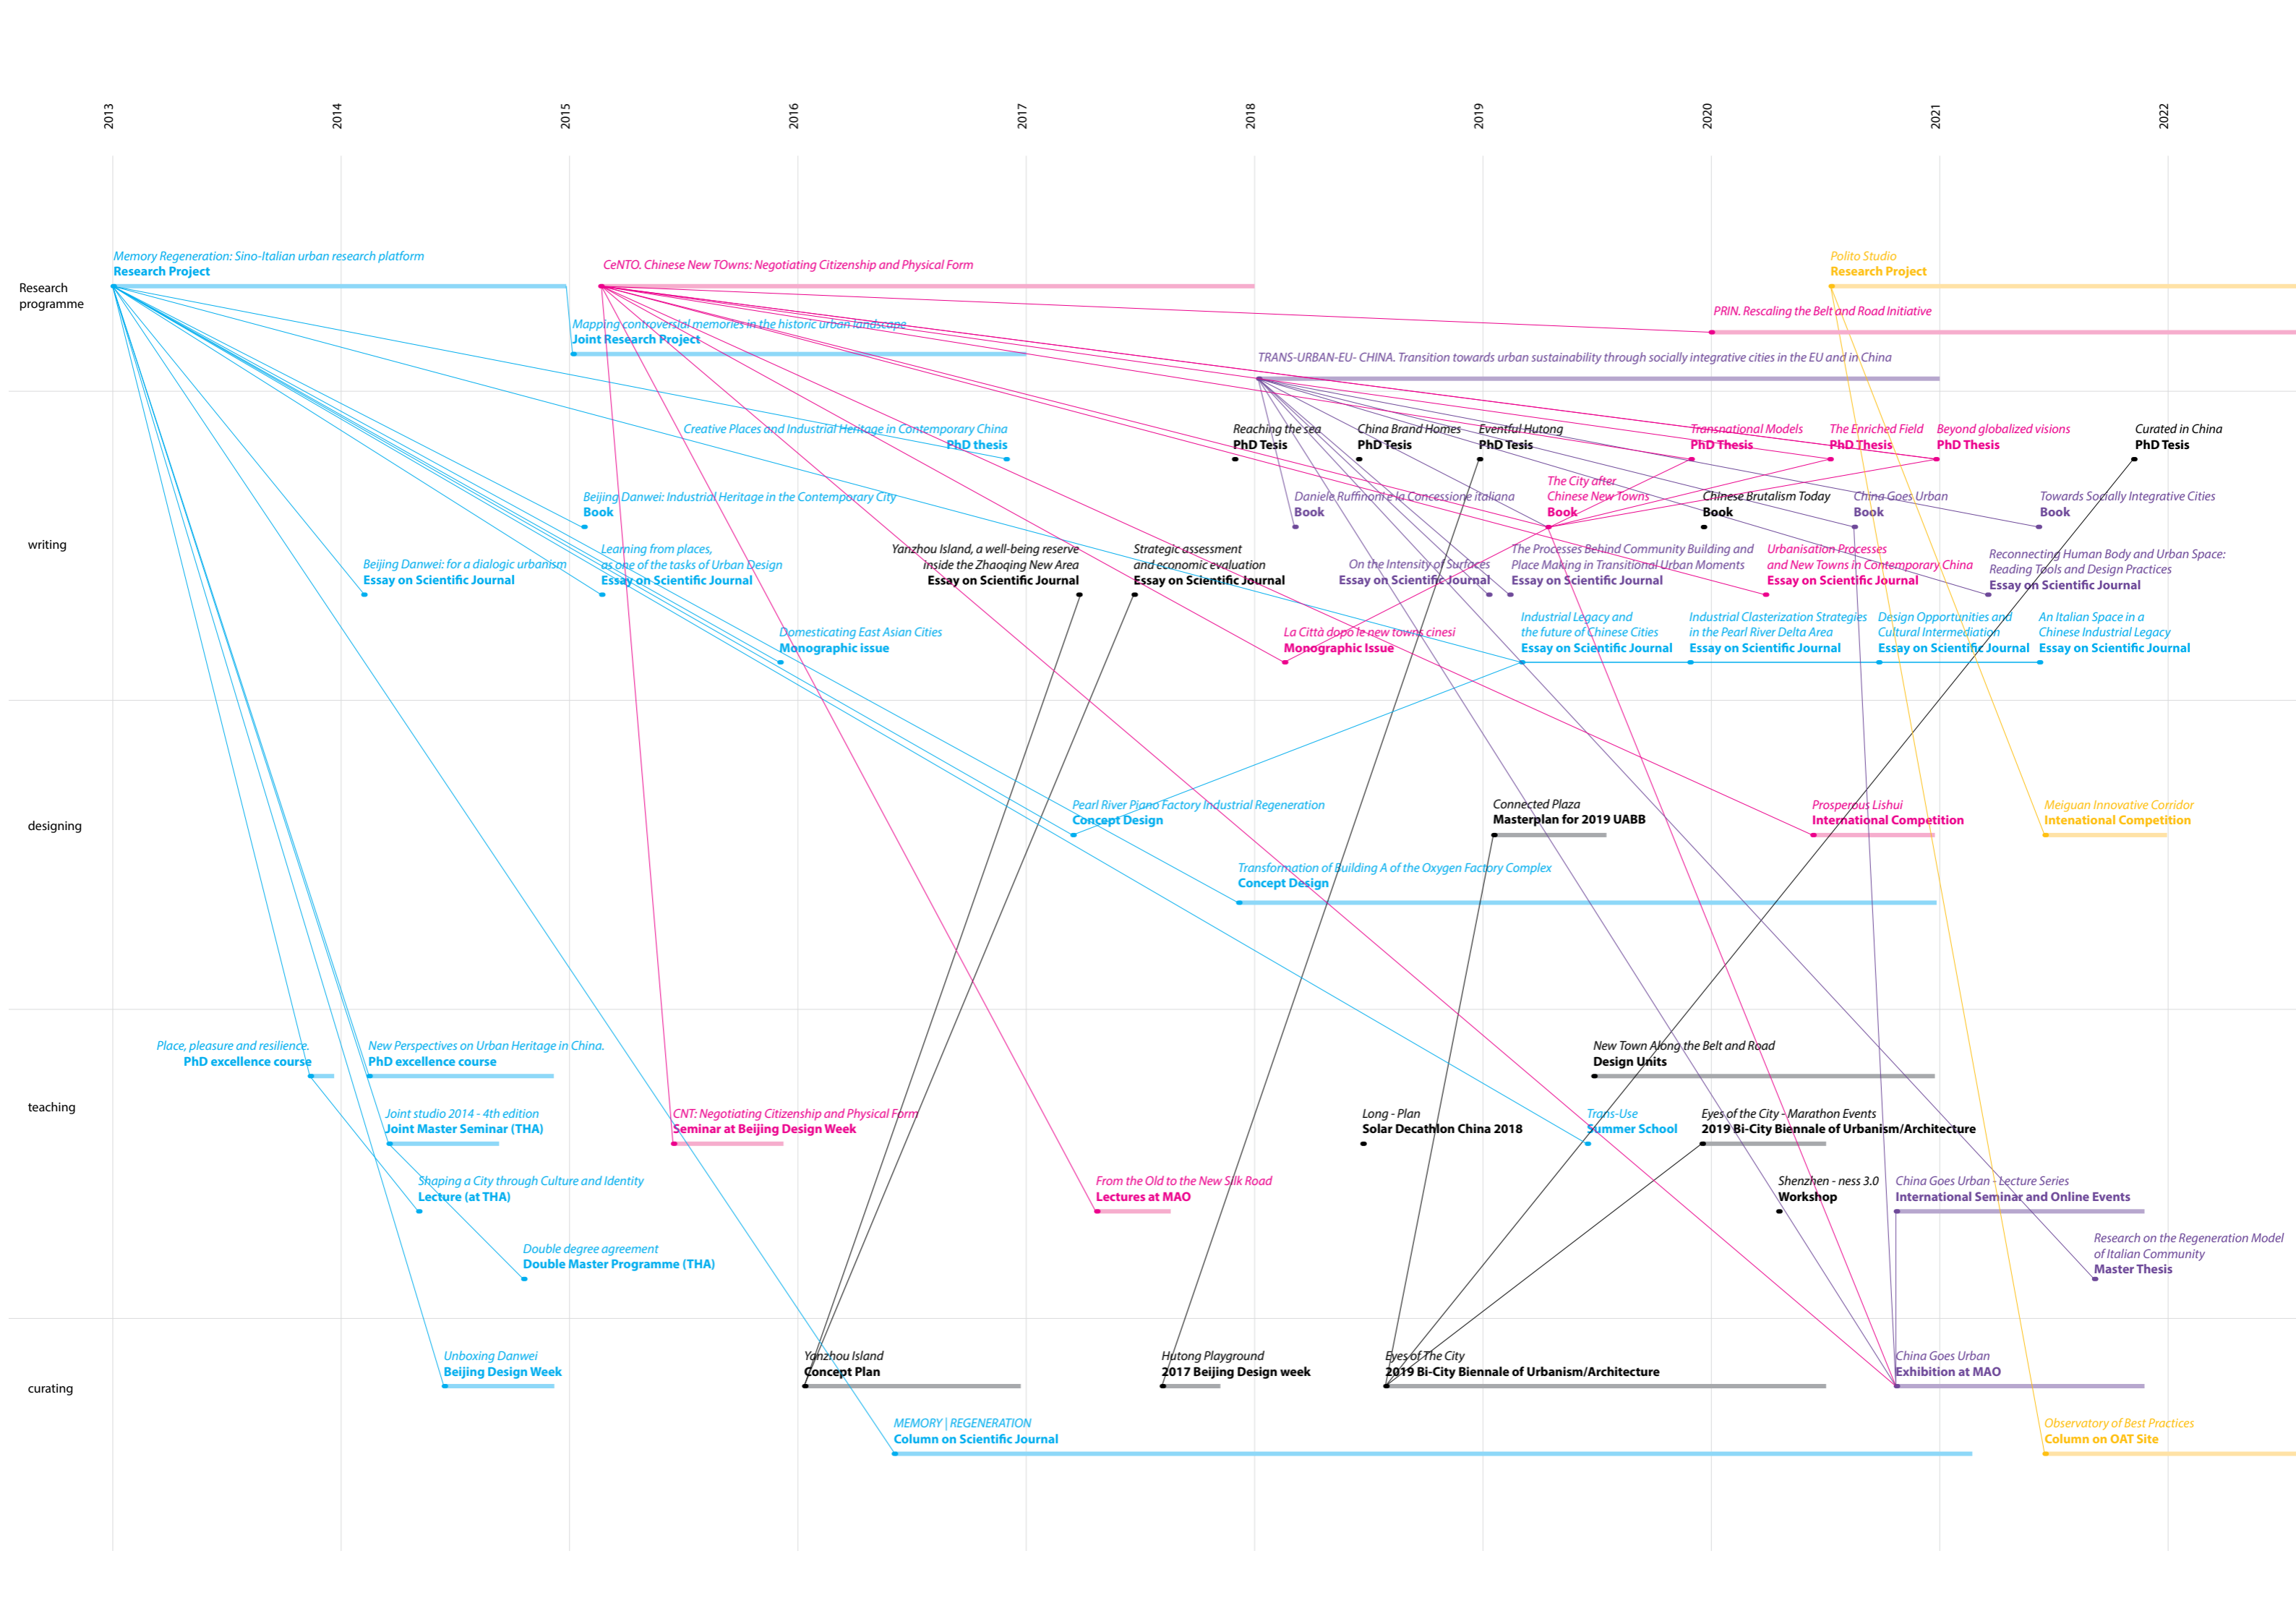 2013
2014
2015
2016
2017
2018
2019
2020
2021
2022
Research
programme
Memory Regeneration: Sino-Italian urban research platform
Research Project
CeNTO. Chinese New TOwns: Negotiating Citizenship and Physical Form
Polito Studio
Research Project
PRIN. Rescaling the Belt and Road Initiative
Mapping controversial memories in the historic urban landscape
Joint Research Project
TRANS-URBAN-EU- CHINA. Transition towards urban sustainability through socially integrative cities in the EU and in China
writing
Creative Places and Industrial Heritage in Contemporary China
PhD thesis
Reaching the sea
PhD Tesis
China Brand Homes
PhD Tesis
Eventful Hutong
PhD Tesis
Transnational Models
PhD Thesis
The Enriched Field
PhD Thesis
Beyond globalized visions
PhD Thesis
Curated in China
PhD Tesis
Beijing Danwei: Industrial Heritage in the Contemporary City
Book
Daniele Ruffinoni e la Concessione italiana
Book
The City after
Chinese New Towns
Book
Chinese Brutalism Today
Book
China Goes Urban
Book
Towards Socially Integrative Cities
Book
Beijing Danwei: for a dialogic urbanism
Essay on Scientific Journal
Learning from places,
as one of the tasks of Urban Design
Essay on Scientific Journal
Yanzhou Island, a well-being reserve
inside the Zhaoqing New Area
Essay on Scientific Journal
Strategic assessment
and economic evaluation
Essay on Scientific Journal
On the Intensity of Surfaces
Essay on Scientific Journal
The Processes Behind Community Building and
Place Making in Transitional Urban Moments
Essay on Scientific Journal
Urbanisation Processes
and New Towns in Contemporary China
Essay on Scientific Journal
Reconnecting Human Body and Urban Space:
Reading Tools and Design Practices
Essay on Scientific Journal
Domesticating East Asian Cities
Monographic issue
La Città dopo le new towns cinesi
Monographic Issue
Industrial Legacy and
the future of Chinese Cities
Essay on Scientific Journal
Industrial Clasterization Strategies
in the Pearl River Delta Area
Essay on Scientific Journal
Design Opportunities and
Cultural Intermediation
Essay on Scientific Journal
An Italian Space in a
Chinese Industrial Legacy
Essay on Scientific Journal
designing
Pearl River Piano Factory Industrial Regeneration
Concept Design
Connected Plaza
Masterplan for 2019 UABB
Prosperous Lishui
International Competition
Meiguan Innovative Corridor
Intenational Competition
Transformation of Building A of the Oxygen Factory Complex
Concept Design
teaching
Place, pleasure and resilience.
PhD excellence course
New Perspectives on Urban Heritage in China.
PhD excellence course
New Town Along the Belt and Road
Design Units
Joint studio 2014 - 4th edition
Joint Master Seminar (THA)
CNT: Negotiating Citizenship and Physical Form
Seminar at Beijing Design Week
Long - Plan
Solar Decathlon China 2018
Trans-Use
Summer School
Eyes of the City - Marathon Events
2019 Bi-City Biennale of Urbanism/Architecture
Shaping a City through Culture and Identity
Lecture (at THA)
From the Old to the New Silk Road
Lectures at MAO
Shenzhen - ness 3.0
Workshop
China Goes Urban - Lecture Series
International Seminar and Online Events
Double degree agreement
Double Master Programme (THA)
Research on the Regeneration Model
of Italian Community
Master Thesis
curating
Unboxing Danwei
Beijing Design Week
Yanzhou Island
Concept Plan
Hutong Playground
2017 Beijing Design week
Eyes of The City
2019 Bi-City Biennale of Urbanism/Architecture
China Goes Urban
Exhibition at MAO
MEMORY | REGENERATION
Column on Scientific Journal
Observatory of Best Practices
Column on OAT Site